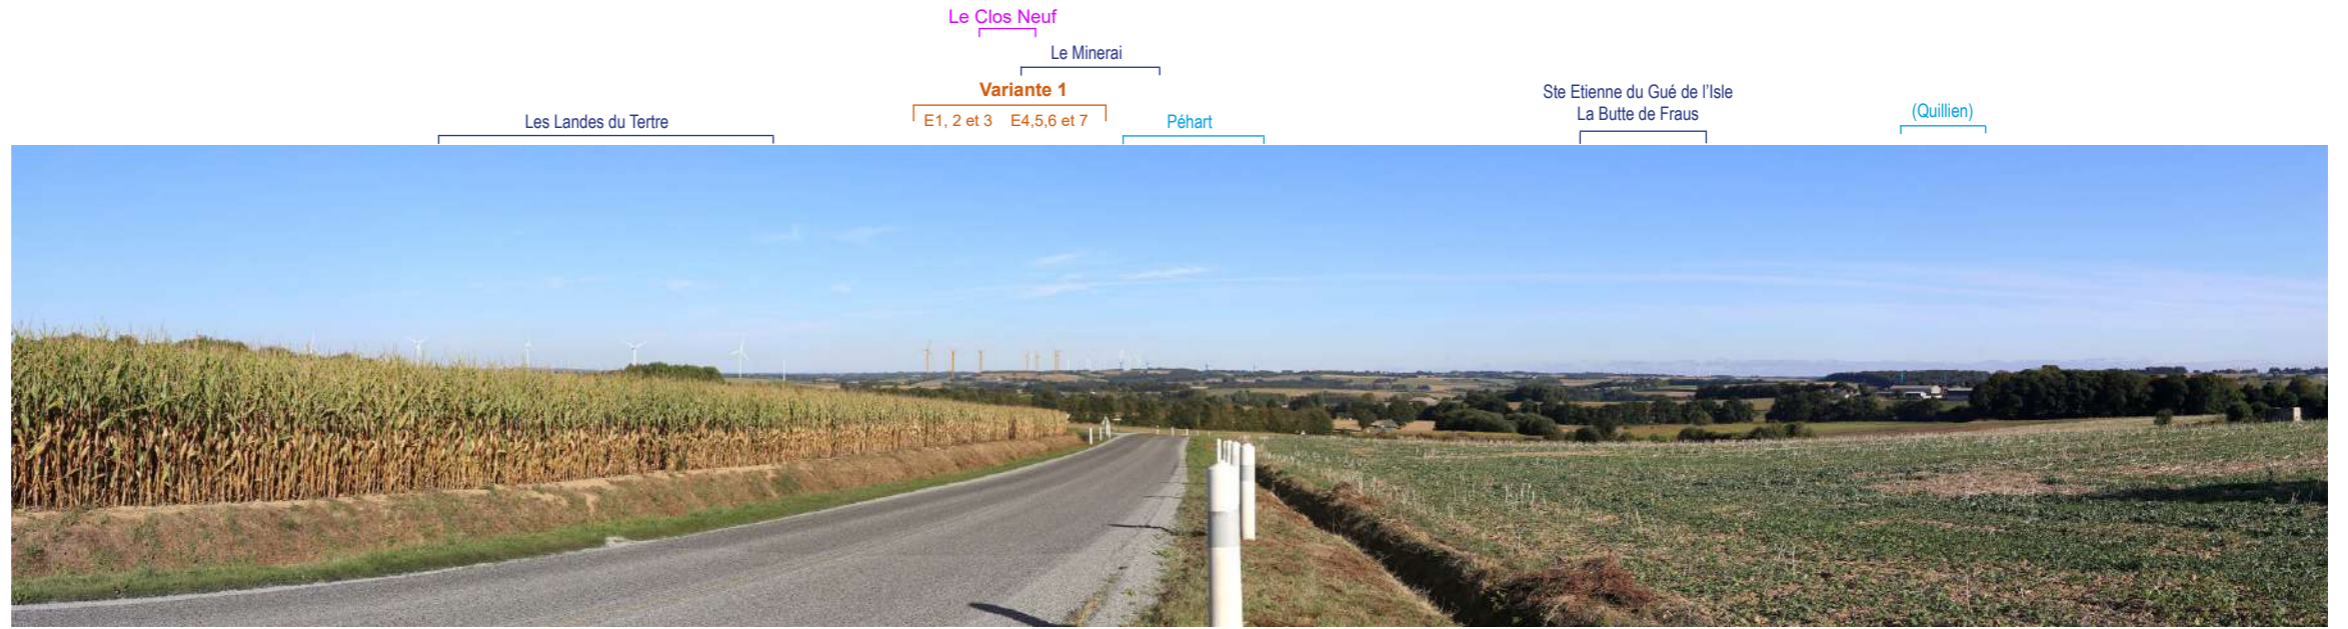 Le Clos Neuf
Le Minerai
Variante 1
E1, 2 et 3 E4,5,6 et 7
Les Landes du Tertre
Péhart
Ste Etienne du Gué de l'Isle
La Butte de Fraus
(Quillien)